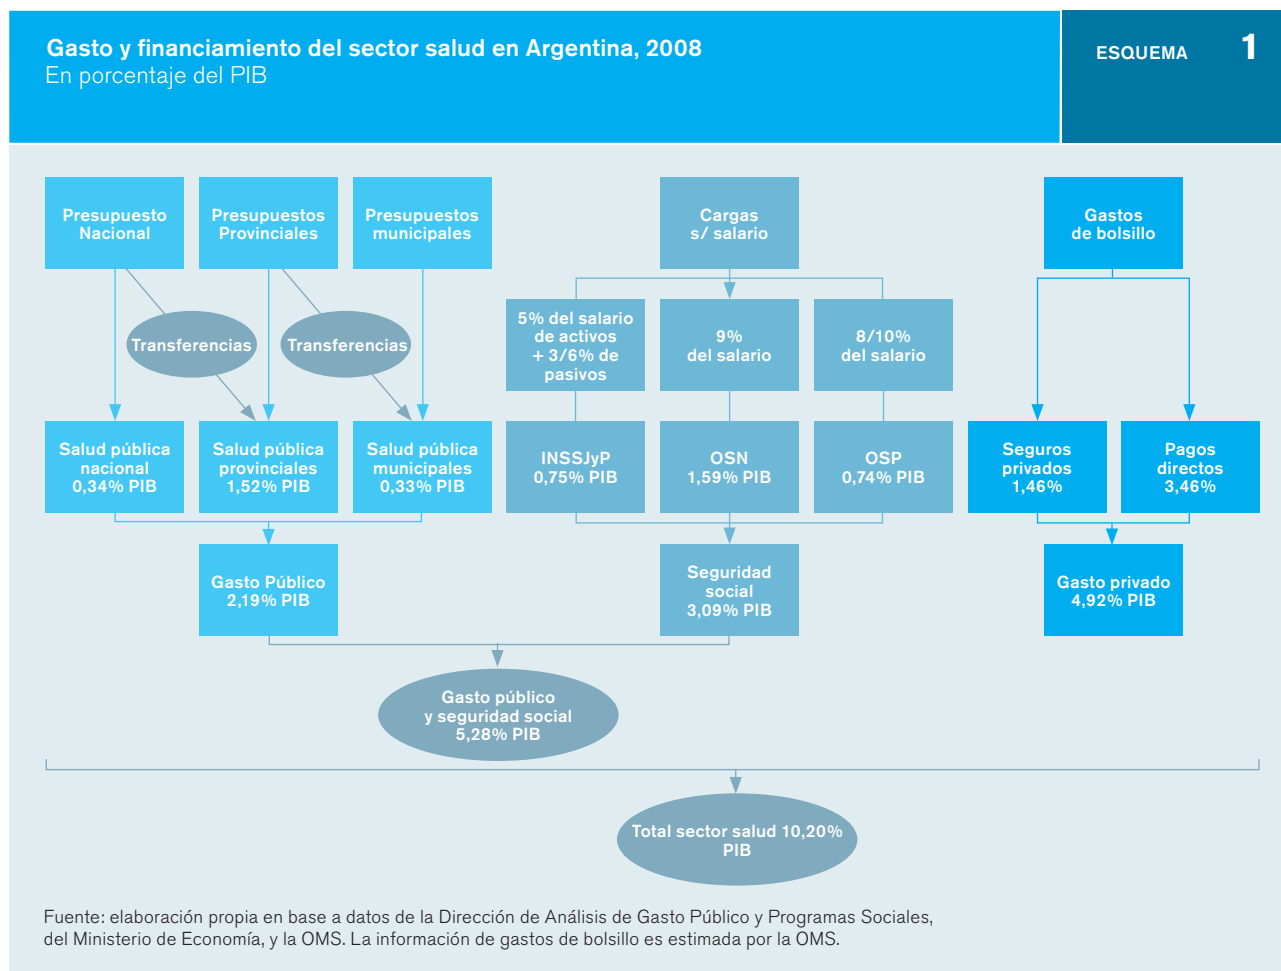 Gasto y financiamiento del sector salud en Argentina, 2008
En porcentaje del PIB
ESQUEMA 1
Presupuesto
Nacional
Presupuestos
Provinciales
Presupuestos
municipales
Cargas
s/ salario
Gastos
de bolsillo
Transferencias
Transferencias
5% del salario
de activos
+ 3/6% de
pasivos
9%
del salario
8/10%
del salario
Salud pública
nacional
0,34% PIB
Salud pública
provinciales
1,52% PIB
Salud pública
municipales
0,33% PIB
INSSJyP
0,75% PIB
OSN
1,59% PIB
OSP
0,74% PIB
Seguros
privados
1,46%
Pagos
directos
3,46%
Gasto Público
2,19% PIB
Seguridad
social
3,09% PIB
Gasto privado
4,92% PIB
Gasto público
y seguridad social
5,28% PIB
Total sector salud 10,20%
PIB
Fuente: elaboración propia en base a datos de la Dirección de Análisis de Gasto Público y Programas Sociales,
del Ministerio de Economía, y la OMS. La información de gastos de bolsillo es estimada por la OMS.